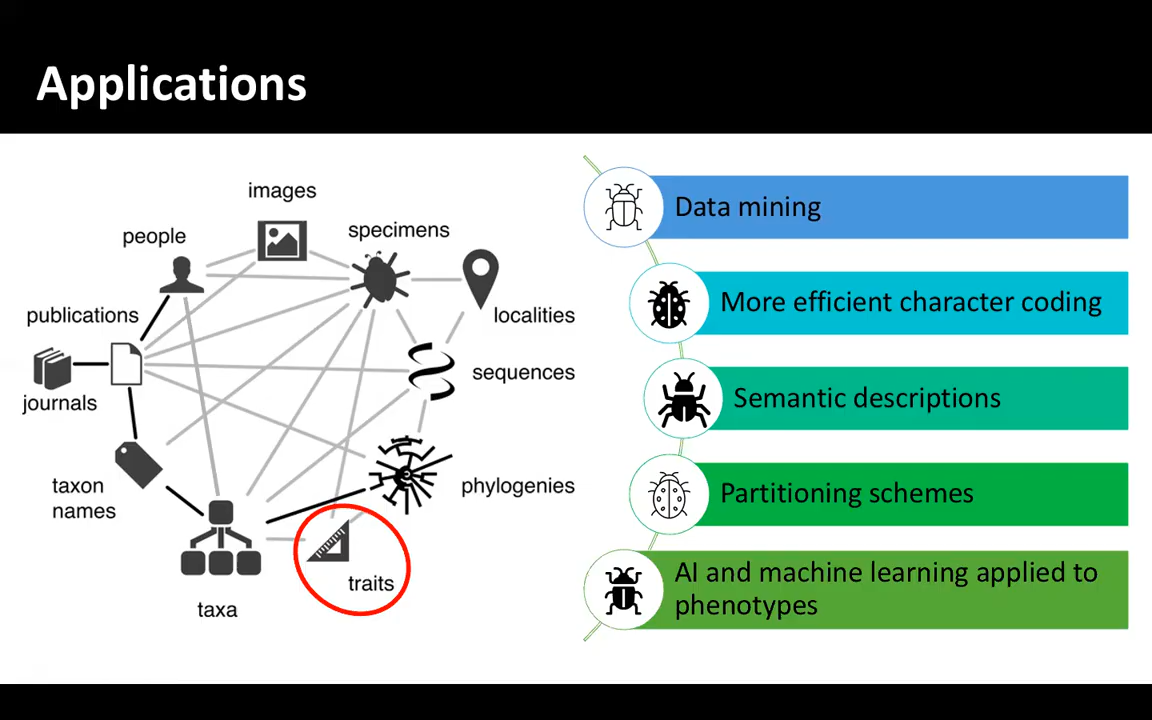 Applications
images
people
specimens
publications
localities
journals
sequences
taxon
names
phylogenies
traits
taxa
Data mining
More efficient character coding
Semantic descriptions
Partitioning schemes
AI and machine learning applied to
phenotypes